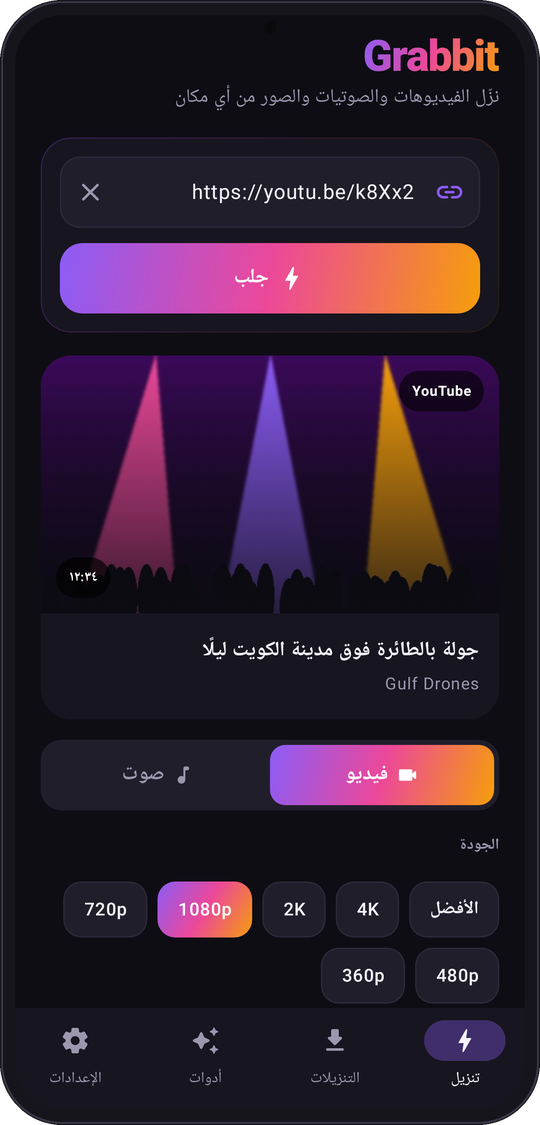 Grabbit
نزّل الفيديوهات والصوتيات والصور من أي مكان
https://youtu.be/k8Xx2
جلب
YouTube
١٢:٣٤
جولة بالطائرة فوق مدينة الكويت ليلًا
Gulf Drones
فيديو صوت
الجودة
الأفضل 4K 2K 1080p 720p
480p 360p
تنزيل التنزيلات أدوات الإعدادات